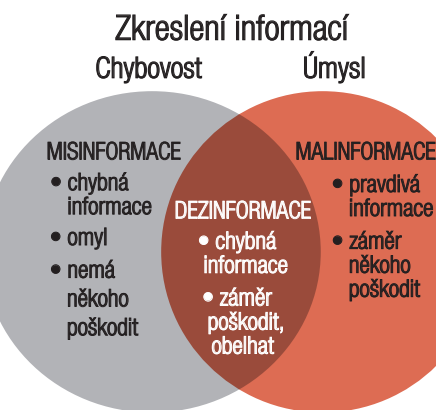 Zkreslení informací
Chybovost
Úmysl
MISINFORMACE
• chybná
informace
• omyl
• nemá
někoho
poškodit
DEZINFORMACE
• chybná
informace
• záměr
poškodit,
obelhat
MALINFORMACE
• pravdivá
informace
• záměr
někoho
poškodit